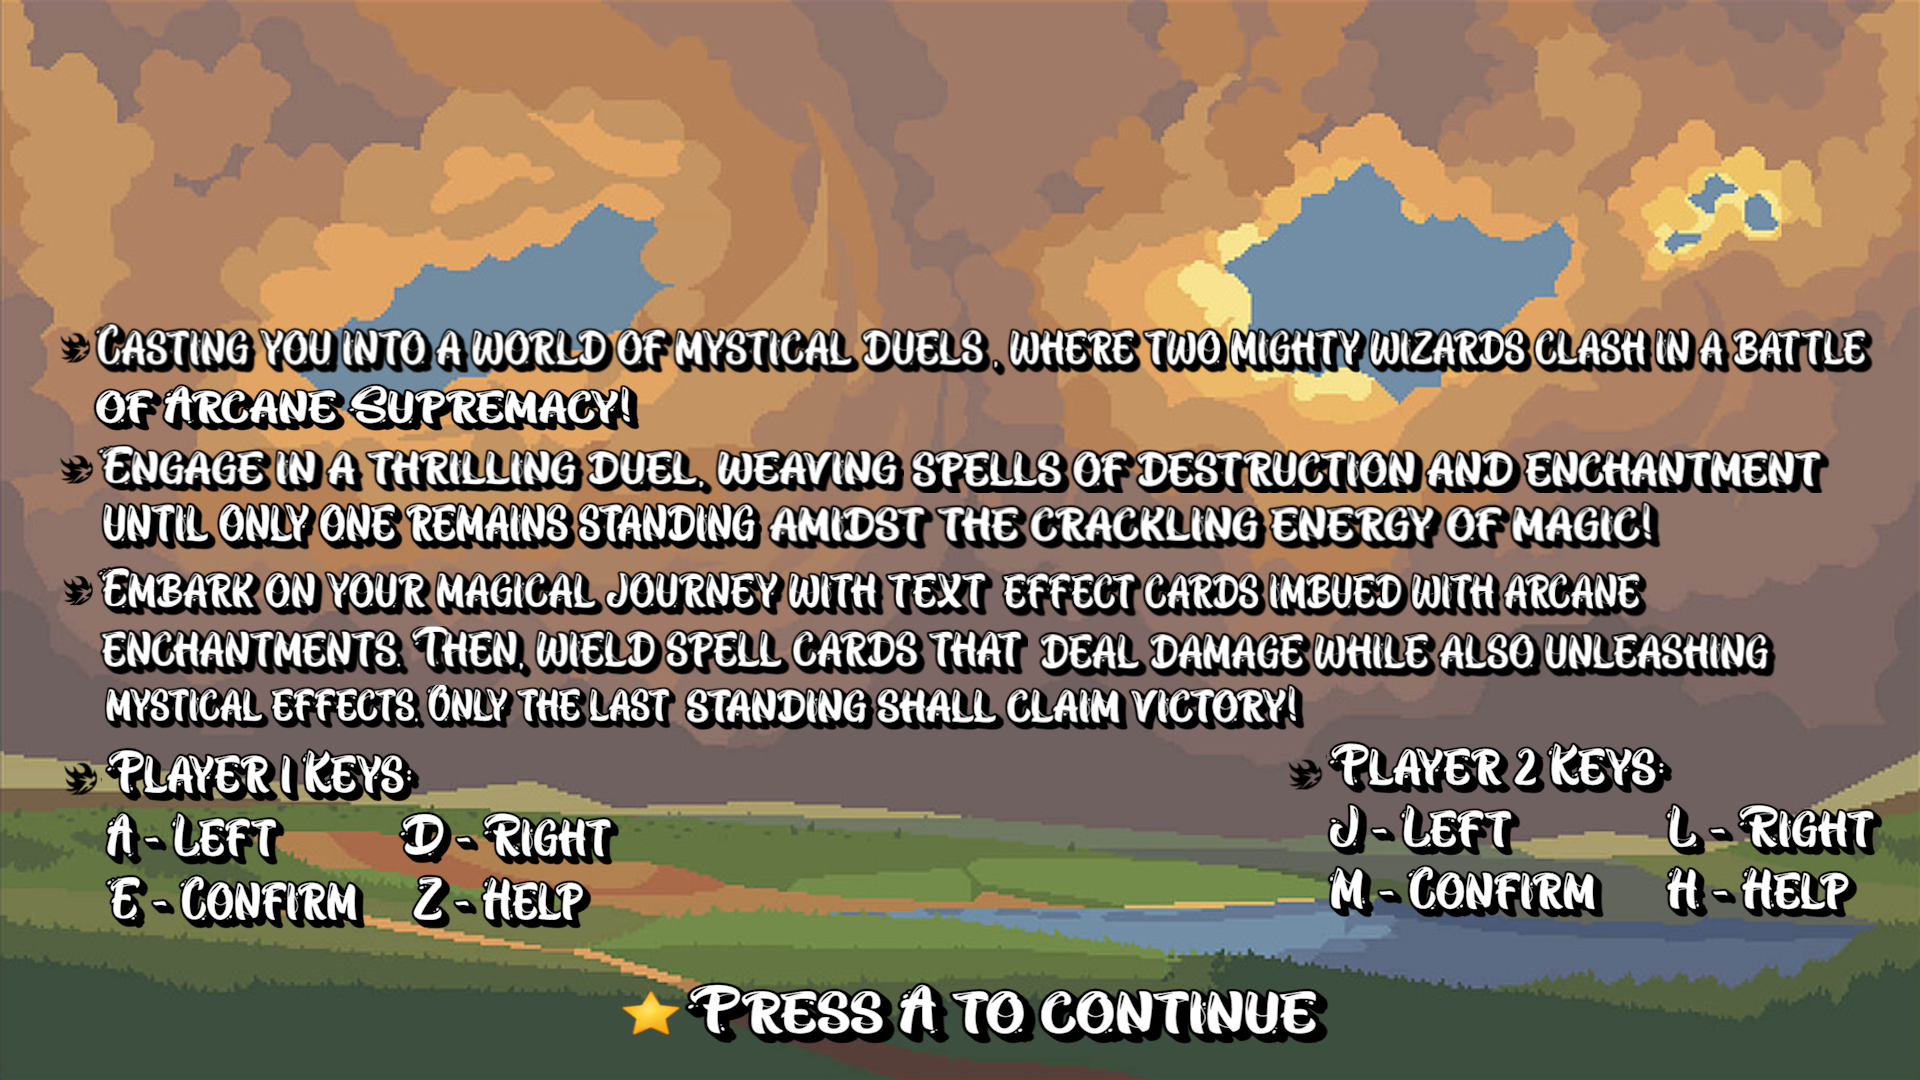 Casting you into a world of mystical duels, where two mighty wizards clash in a battle
of Arcane Supremacy!
Engage in a thrilling duel, weaving spells of destruction and enchantment
until only one remains standing amidst the crackling energy of magic!
Embark on your magical journey with text effect cards imbued with arcane
enchantments. Then, wield spell cards that deal damage while also unleashing
mystical effects. Only the last standing shall claim victory!
Player 1 Keys:
A - Left D - Right
E - Confirm Z - Help
Player 2 Keys:
J - Left L - Right
M - Confirm H - Help
Press A to continue